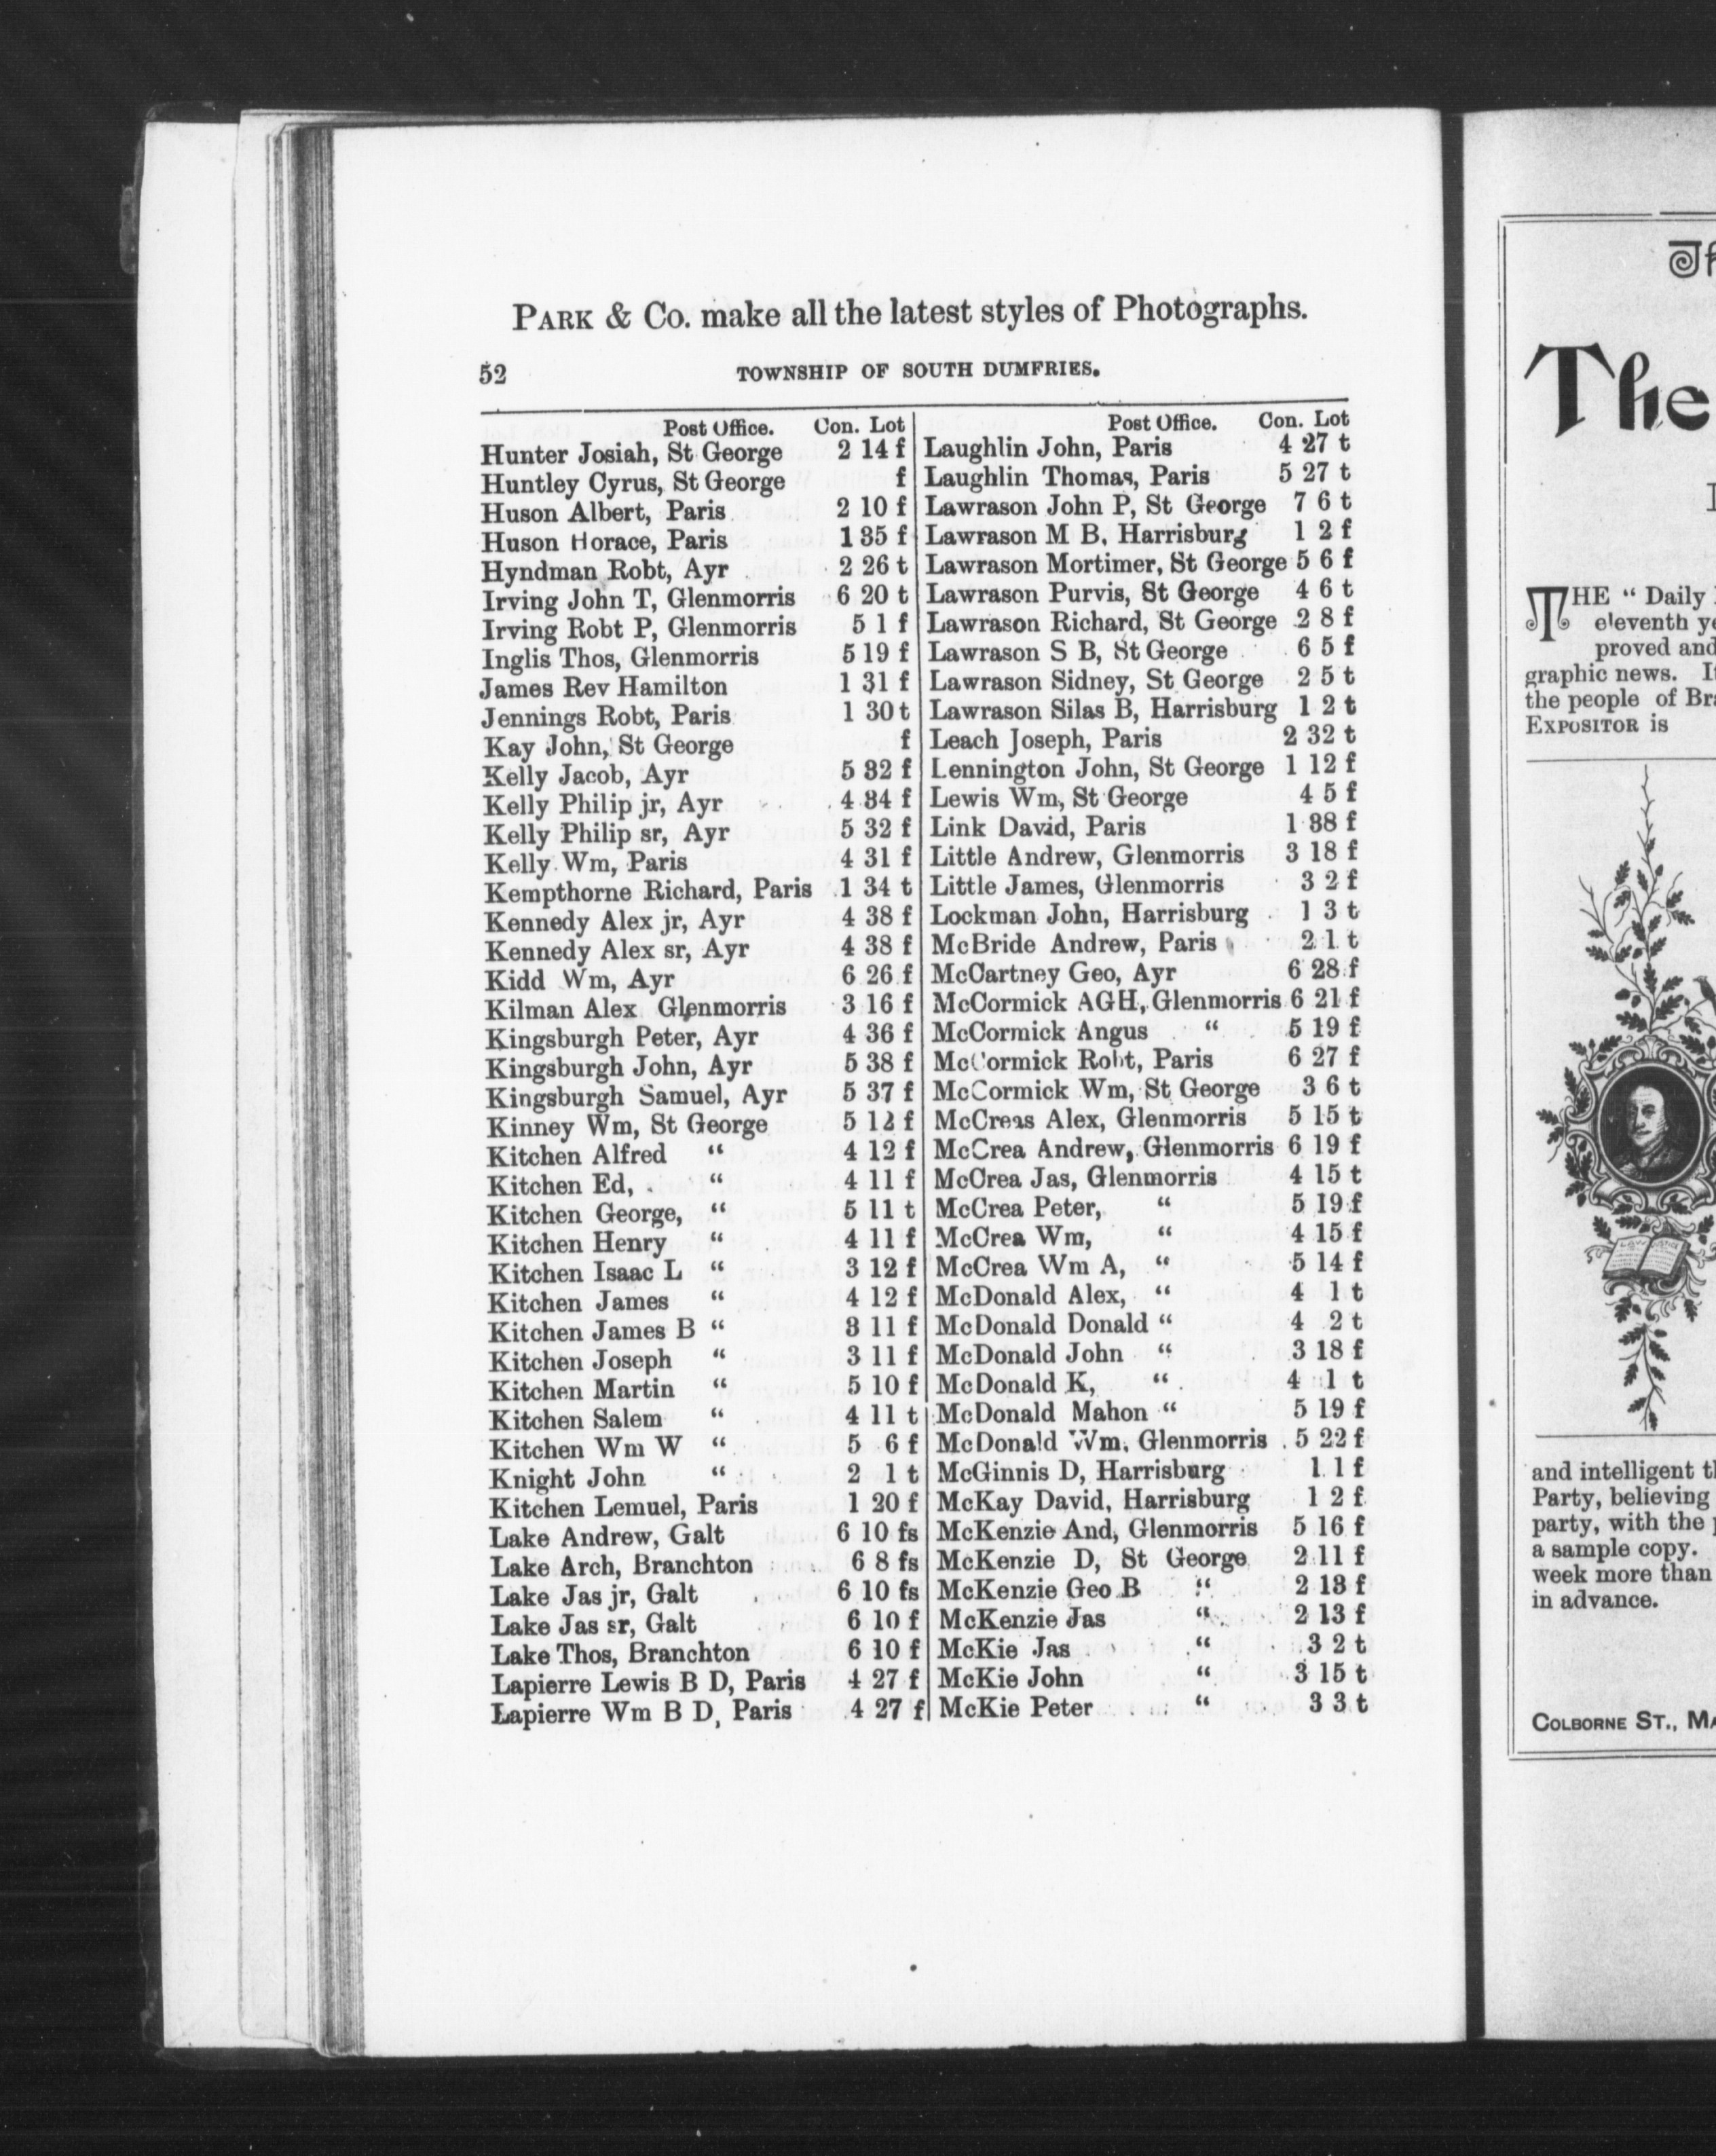 PARK & CO. make all the latest styles of Photographs.
52 TOWNSHIP OF SOUTH DUMFRIES.
Post Office. Con. Lot
Hunter Josiah, St George 2 14 f
Huntley Cyrus, St George f
Huson Albert, Paris 2 10 f
Huson Horace, Paris 1 35 f
Hyndman Robt, Ayr 2 26 t
Irving John T, Glenmorris 6 20 t
Irving Robt P, Glenmorris 5 1 f
Inglis Thos, Glenmorris 5 19 f
James Rev Hamilton 1 31 f
Jennings Robt, Paris 1 30 t
Kay John, St George f
Kelly Jacob, Ayr 5 32 f
Kelly Philip jr, Ayr 4 34 f
Kelly Philip sr, Ayr 5 32 f
Kelly Wm, Paris 4 31 f
Kempthorne Richard, Paris 1 34 t
Kennedy Alex jr, Ayr 4 38 f
Kennedy Alex sr, Ayr 4 38 f
Kidd Wm, Ayr 6 26 f
Kilman Alex Glenmorris 3 16 f
Kingsburgh Peter, Ayr 4 36 f
Kingsburgh John, Ayr 5 38 f
Kingsburgh Samuel, Ayr 5 37 f
Kinney Wm, St George 5 12 f
Kitchen Alfred “ 4 12 f
Kitchen Ed, “ 4 11 f
Kitchen George, “ 5 11 t
Kitchen Henry “ 4 11 f
Kitchen Isaac L “ 3 12 f
Kitchen James “ 4 12 f
Kitchen James B “ 3 11 f
Kitchen Joseph “ 3 11 f
Kitchen Martin “ 5 10 f
Kitchen Salem “ 4 11 t
Kitchen Wm W “ 5 6 f
Knight John “ 2 1 t
Kitchen Lemuel, Paris 1 20 f
Lake Andrew, Galt 6 10 fs
Lake Arch, Branchton 6 8 fs
Lake Jas jr, Galt 6 10 fs
Lake Jas sr, Galt 6 10 f
Lake Thos, Branchton 6 10 f
Lapierre Lewis B D, Paris 4 27 f
Lapierre Wm B D, Paris 4 27 f
Post Office. Con. Lot
Laughlin John, Paris 4 27 t
Laughlin Thomas, Paris 5 27 t
Lawrason John P, St George 7 6 t
Lawrason M B, Harrisburg 1 2 f
Lawrason Mortimer, St George 5 6 f
Lawrason Purvis, St George 4 6 t
Lawrason Richard, St George 2 8 f
Lawrason S B, St George 6 5 f
Lawrason Sidney, St George 2 5 t
Lawrason Silas B, Harrisburg 1 2 t
Leach Joseph, Paris 2 32 t
Lennington John, St George 1 12 f
Lewis Wm, St George 4 5 f
Link David, Paris 1 38 f
Little Andrew, Glenmorris 3 18 f
Little James, Glenmorris 3 2 f
Lockman John, Harrisburg 1 3 t
McBride Andrew, Paris 2 1 t
McCartney Geo, Ayr 6 28 f
McCormick AGH, Glenmorris 6 21 f
McCormick Angus “ 5 19 f
McCormick Robt, Paris 6 27 f
McCormick Wm, St George 3 6 t
McCreas Alex, Glenmorris 5 15 t
McCrea Andrew, Glenmorris 6 19 f
McCrea Jas, Glenmorris 4 15 t
McCrea Peter, “ 5 19 f
McCrea Wm, “ 4 15 f
McCrea Wm A, “ 5 14 f
McDonald Alex, “ 4 1 t
McDonald Donald “ 4 2 t
McDonald John “ 3 18 f
McDonald K, “ 4 1 t
McDonald Mahon “ 5 19 f
McDonald Wm, Glenmorris 5 22 f
McGinnis D, Harrisburg 1 1 f
McKay David, Harrisburg 1 2 f
McKenzie And, Glenmorris 5 16 f
McKenzie D, St George 2 11 f
McKenzie Geo B “ 2 13 f
McKenzie Jas “ 2 13 f
McKie Jas “ 3 2 t
McKie John “ 3 15 t
McKie Peter “ 3 3 t
The
THE “ Daily
eleventh
proved and
graphic news.
the people of
EXPOSITOR is
and intelligent
Party, believing
party, with the
a sample copy.
week more than
in advance.
COLBORNE ST.,